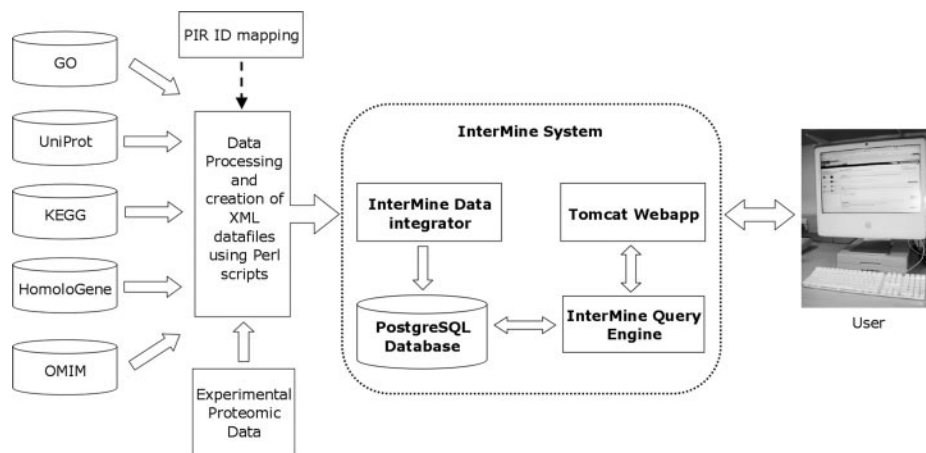 PIR ID mapping
GO
UniProt
KEGG
HomoloGene
OMIM
Data
Processing
and
creation of
XML
datafiles
using Perl
scripts
Experimental
Proteomic
Data
InterMine System
InterMine Data
integrator
PostgreSQL
Database
Tomcat Webapp
InterMine Query
Engine
User